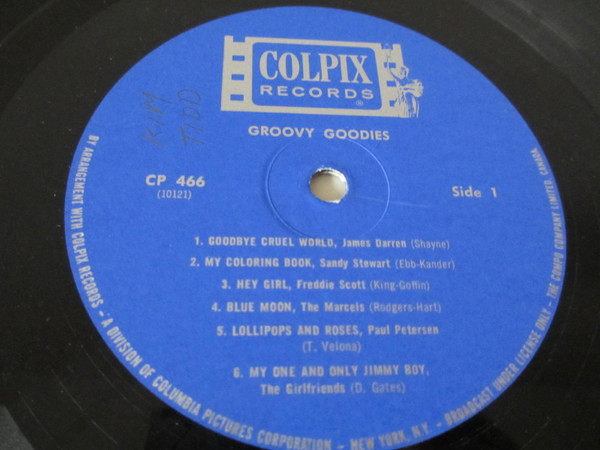 COLPIX
RECORDS
®
GROOVY GOODIES
KIM
TIDD
CP 466
(10121)
Side 1
1. GOODBYE CRUEL WORLD, James Darren (Shayne)
2. MY COLORING BOOK, Sandy Stewart (Ebb-Kander)
3. HEY GIRL, Freddie Scott (King-Goffin)
4. BLUE MOON, The Marcels (Rodgers-Hart)
5. LOLLIPOPS AND ROSES, Paul Petersen
(T. Velona)
6. MY ONE AND ONLY JIMMY BOY,
The Girlfriends (D. Gates)
BY ARRANGEMENT WITH COLPIX RECORDS - A DIVISION OF COLUMBIA PICTURES CORPORATION - NEW YORK, N.Y. - BROADCAST UNDER LICENSE ONLY - THE COMPO COMPANY LIMITED, CANADA.